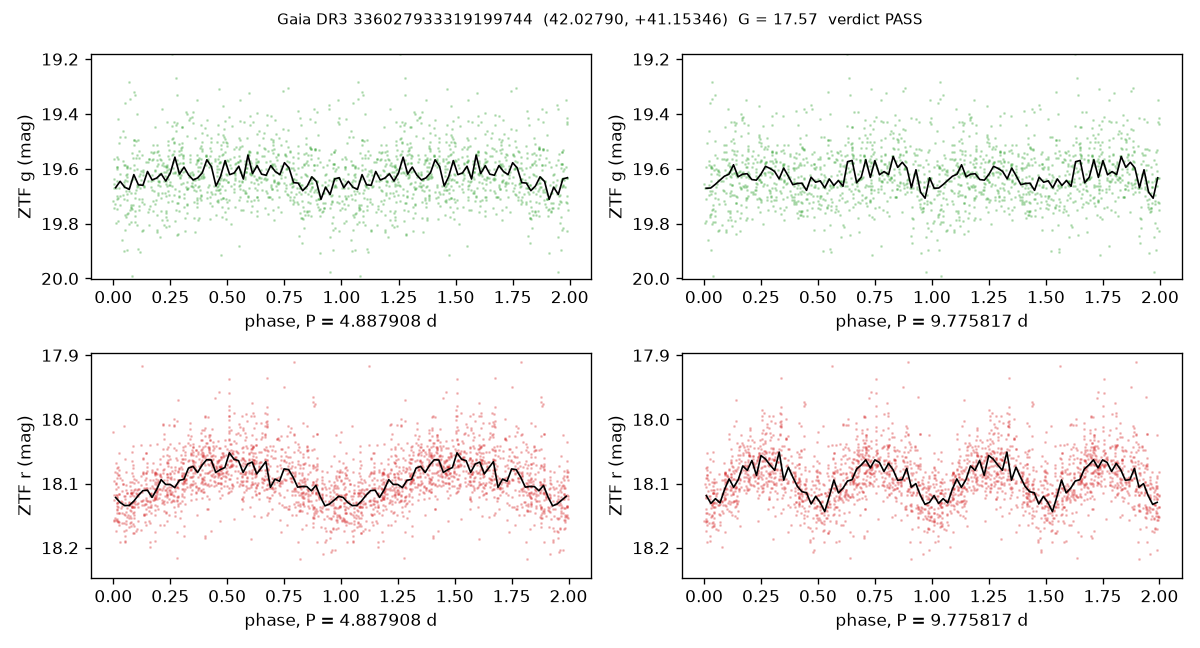 Gaia DR3 336027933319199744  (42.02790, +41.15346)  G = 17.57  verdict PASS
19.2
19.4
19.6
19.8
20.0
ZTF g (mag)
0.00 0.25 0.50 0.75 1.00 1.25 1.50 1.75 2.00
phase, P = 4.887908 d
19.2
19.4
19.6
19.8
20.0
ZTF g (mag)
0.00 0.25 0.50 0.75 1.00 1.25 1.50 1.75 2.00
phase, P = 9.775817 d
17.9
18.0
18.1
18.2
ZTF r (mag)
0.00 0.25 0.50 0.75 1.00 1.25 1.50 1.75 2.00
phase, P = 4.887908 d
17.9
18.0
18.1
18.2
ZTF r (mag)
0.00 0.25 0.50 0.75 1.00 1.25 1.50 1.75 2.00
phase, P = 9.775817 d